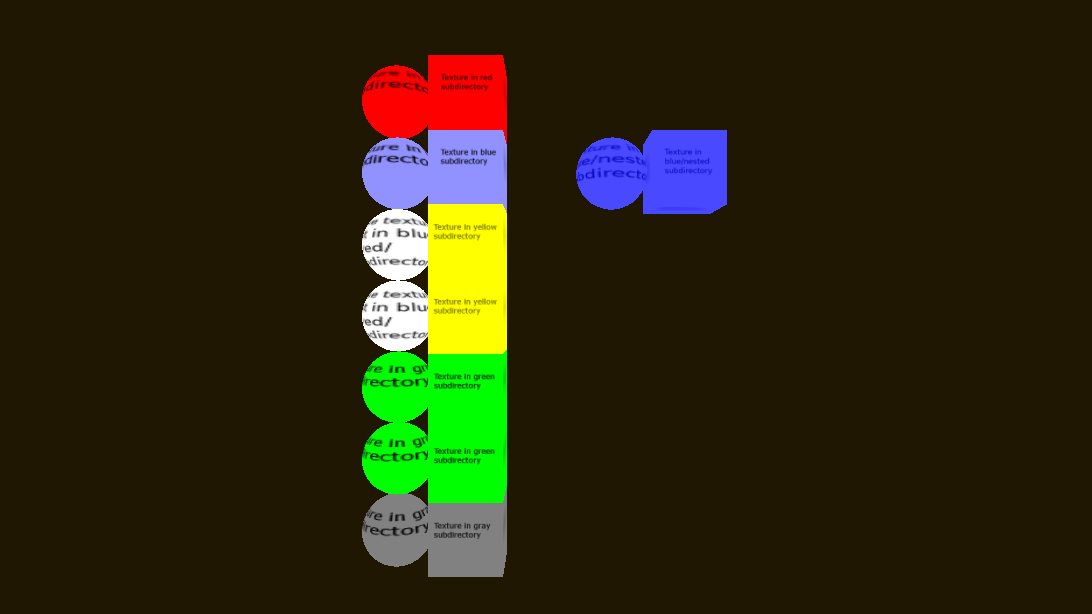 ure in
directo
Texture in red
subdirectory
ure in
directo
Texture in blue
subdirectory
ure in
e/neste
bdirecto
Texture in
blue/nested
subdirectory
e textu
t in blu
ed/
directo
Texture in yellow
subdirectory
e textu
t in blu
ed/
directo
Texture in yellow
subdirectory
re in gr
rectory
Texture in green
subdirectory
re in gr
rectory
Texture in green
subdirectory
re in gra
rectory
Texture in gray
subdirectory